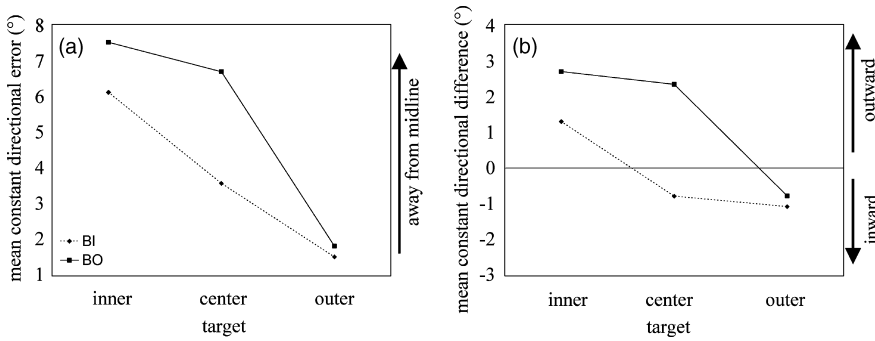 mean constant directional error (°)
8
7
6
5
4
3
2
1
(a)
BI
BO
inner center outer
target
away from midline
mean constant directional difference (°)
4
3
2
1
0
-1
-2
-3
(b)
inner center outer
target
outward
inward